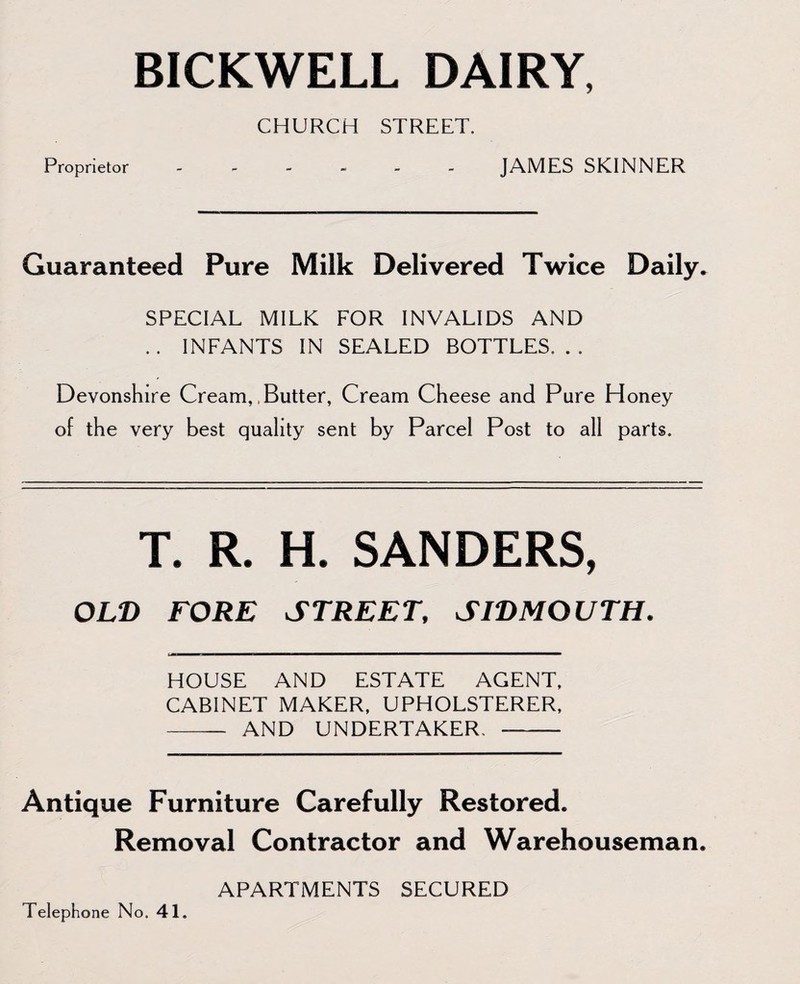 BICKWELL DAIRY,
CHURCH STREET.
Proprietor - - - - - - JAMES SKINNER
Guaranteed Pure Milk Delivered Twice Daily.
SPECIAL MILK FOR INVALIDS AND
.. INFANTS IN SEALED BOTTLES. ..
Devonshire Cream, Butter, Cream Cheese and Pure Honey
of the very best quality sent by Parcel Post to all parts.
T. R. H. SANDERS,
OLD FORE STREET, SIDMOUTH.
HOUSE AND ESTATE AGENT,
CABINET MAKER, UPHOLSTERER,
—— AND UNDERTAKER. ——
Antique Furniture Carefully Restored.
Removal Contractor and Warehouseman.
APARTMENTS SECURED
Telephone No. 41.